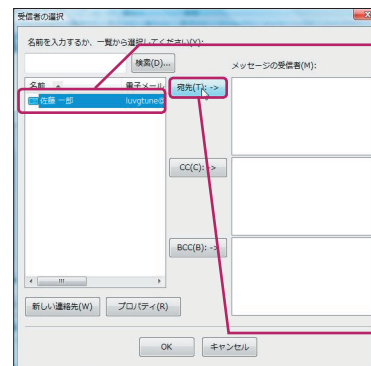 受信者の選択
名前を入力するか、一覧から選択してください(Y):
検索(D)...
メッセージの受信者(M):
名前 電子メール
宛先(T): ->
佐藤 一郎 luvgtune@
CC(C): ->
BCC(B): ->
新しい連絡先(W) プロパティ(R)
OK キャンセル